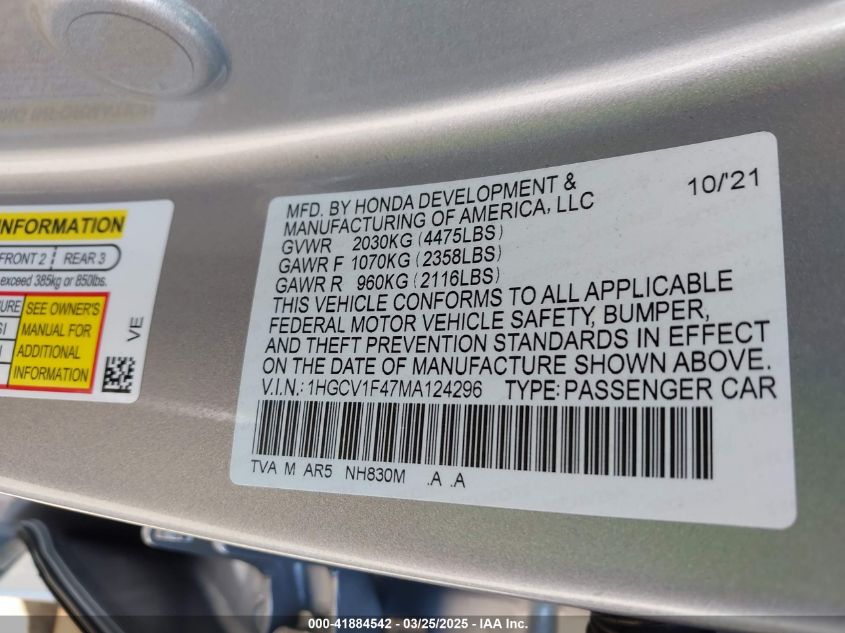 INFORMATION
FRONT 2 REAR 3
exceed 385kg or 850lbs.
SEE OWNER'S
MANUAL FOR
ADDITIONAL
INFORMATION
VE
MFD. BY HONDA DEVELOPMENT & 10/'21
MANUFACTURING OF AMERICA, LLC
GVWR 2030KG (4475LBS)
GAWR F 1070KG (2358LBS)
GAWR R 960KG (2116LBS)
THIS VEHICLE CONFORMS TO ALL APPLICABLE
FEDERAL MOTOR VEHICLE SAFETY, BUMPER,
AND THEFT PREVENTION STANDARDS IN EFFECT
ON THE DATE OF MANUFACTURE SHOWN ABOVE.
V.I.N.: 1HGCV1F47MA124296 TYPE: PASSENGER CAR
TVA M AR5 NH830M .A .A
000-41884542 / 03/25/2025 - IAA Inc.